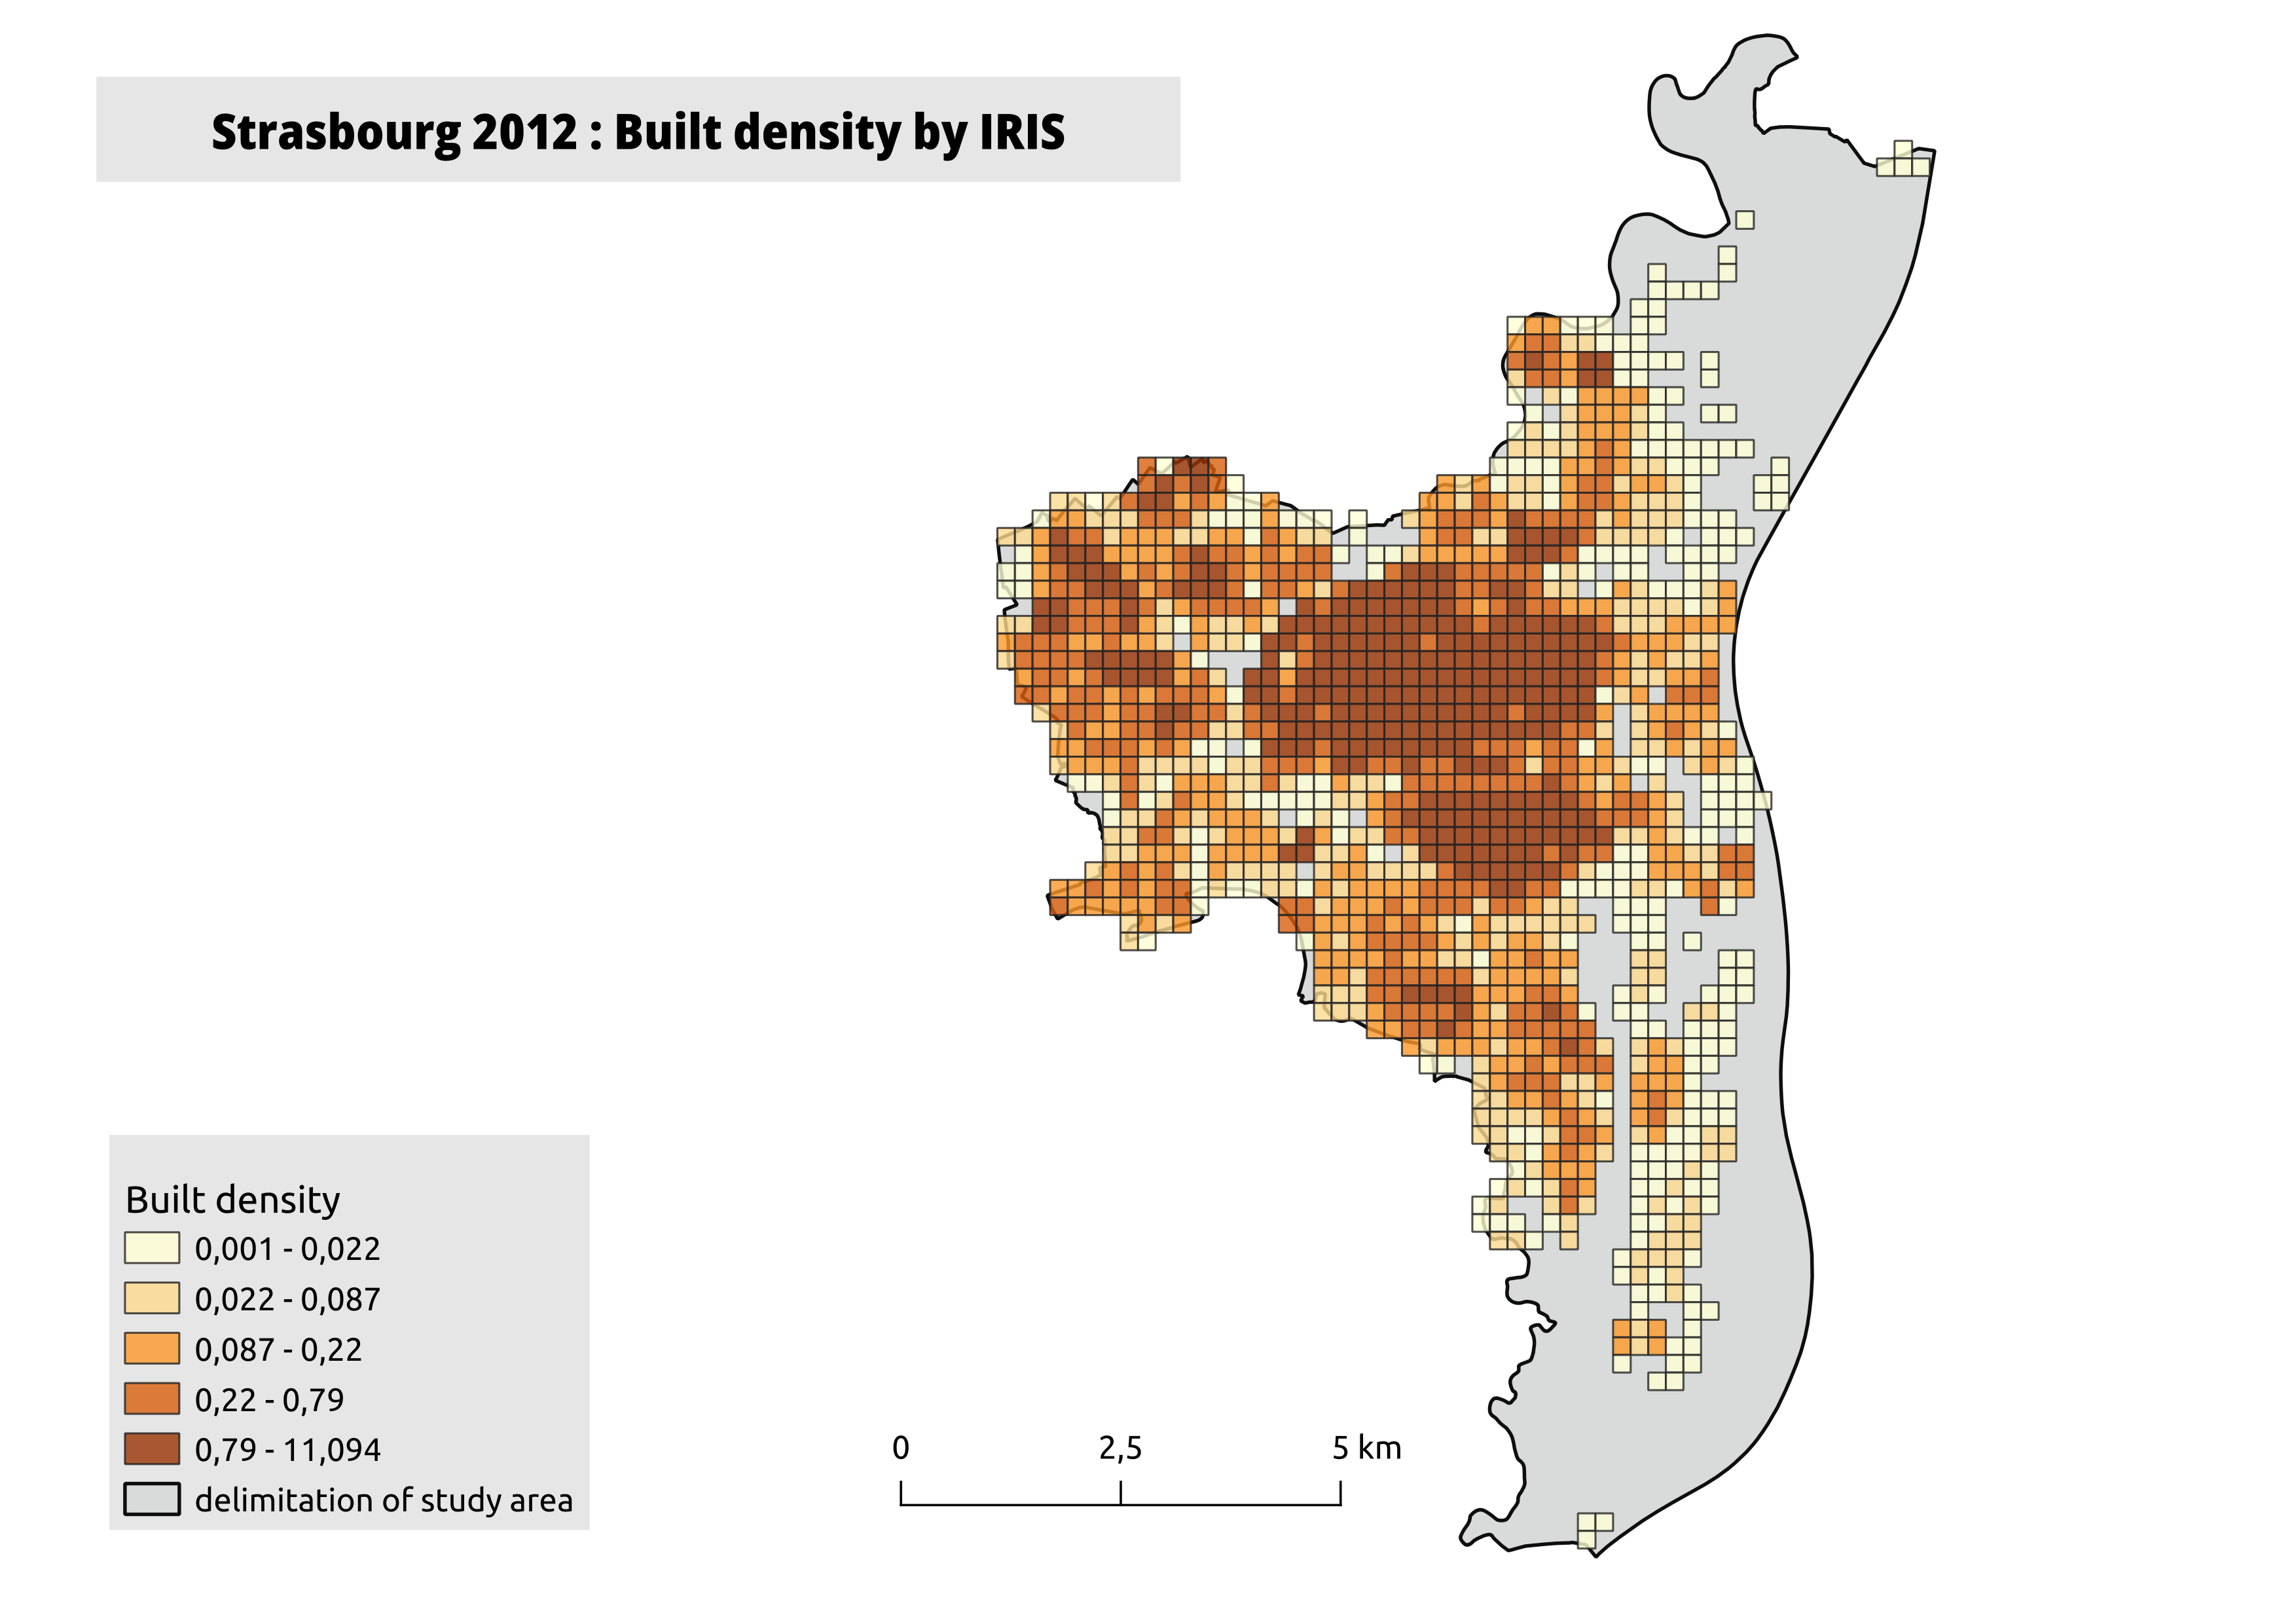 Strasbourg 2012 : Built density by IRIS
Built density
0,001 - 0,022
0,022 - 0,087
0,087 - 0,22
0,22 - 0,79
0,79 - 11,094
delimitation of study area
0 2,5 5 km